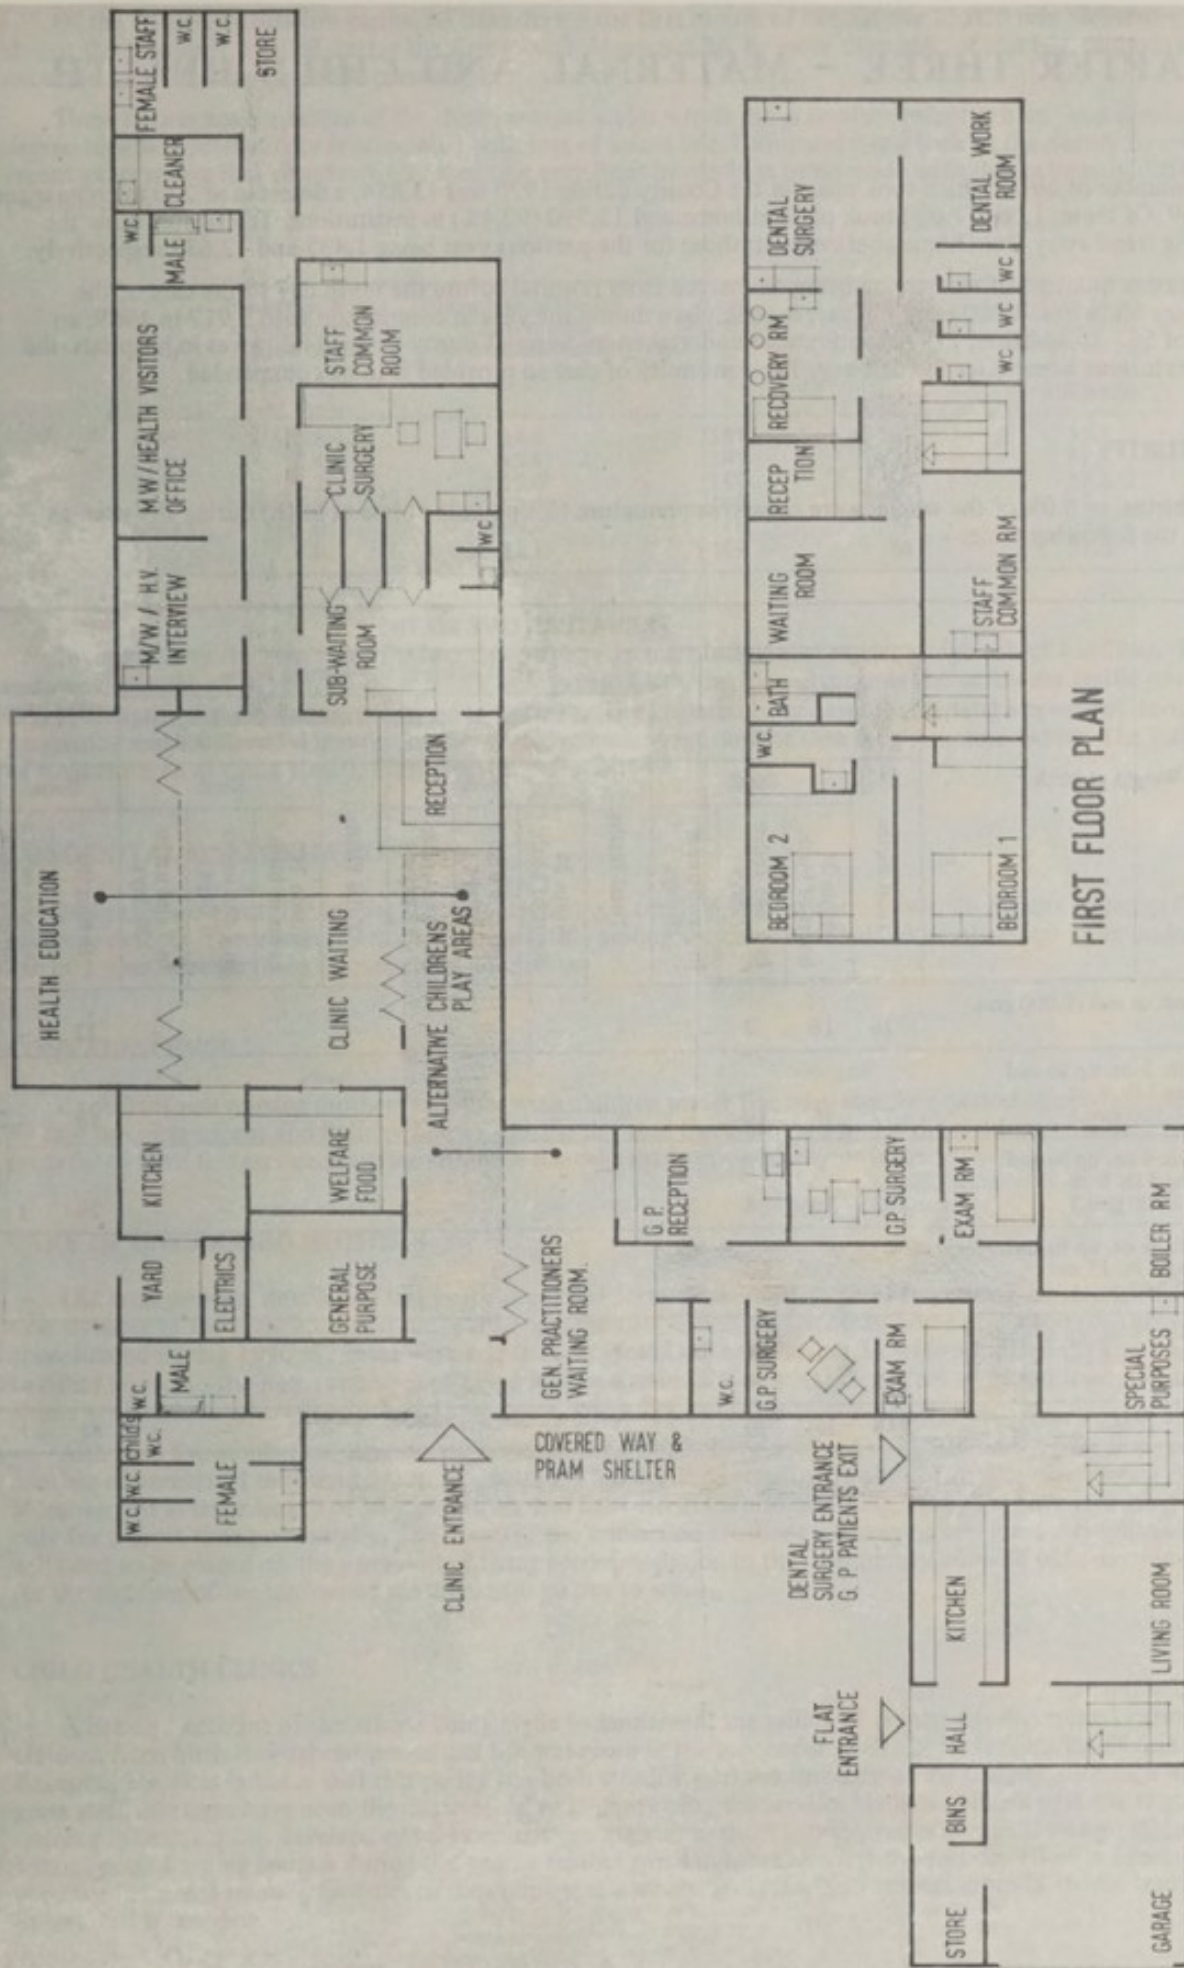 HEALTH EDUCATION
W.C.
W.C.
Childs
W.C.
W.C.
MALE
FEMALE
YARD
ELECTRICS
KITCHEN
GENERAL
PURPOSE
WELFARE
FOOD
CLINIC WAITING
M/W./ H.V.
INTERVIEW
M.W/HEALTH VISITORS
OFFICE
W.C.
MALE
CLEANER
FEMALE STAFF
W.C.
W.C.
STORE
SUB-WAITING
ROOM
CLINIC
SURGERY
STAFF
COMMON
ROOM
W.C.
RECEPTION
ALTERNATIVE CHILDRENS
PLAY AREAS
CLINIC ENTRANCE
COVERED WAY &
PRAM SHELTER
GEN. PRACTITIONERS
WAITING ROOM.
G.P.
RECEPTION
W.C.
G.P SURGERY
EXAM RM
G.P SURGERY
EXAM RM
DENTAL
SURGERY ENTRANCE
G. P. PATIENTS EXIT
FLAT
ENTRANCE
STORE
BINS
HALL
KITCHEN
GARAGE
LIVING ROOM
SPECIAL
PURPOSES
BOILER RM
BEDROOM 2
W.C.
BATH
WAITING
ROOM
RECEP
TION
RECOVERY RM
DENTAL
SURGERY
BEDROOM 1
STAFF
COMMON RM
WC
WC
WC
DENTAL WORK
ROOM
FIRST FLOOR PLAN